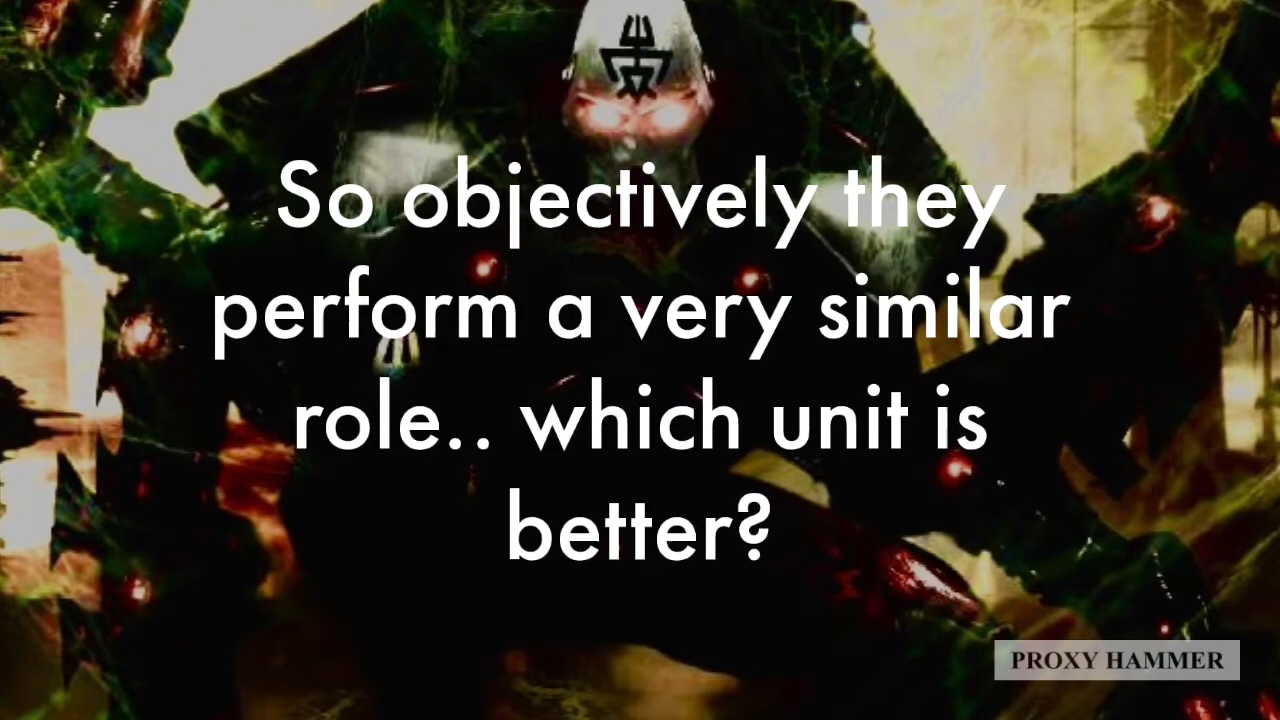 So objectively they
perform a very similar
role.. which unit is
better?
PROXY HAMMER